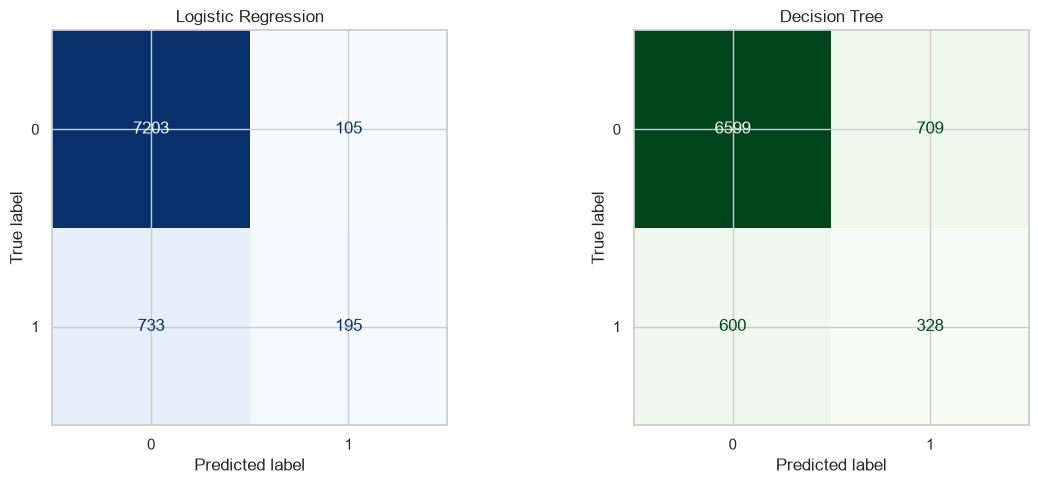 Logistic Regression
True label
0
7203
105
1
733
195
0
1
Predicted label
Decision Tree
True label
0
6599
709
1
600
328
0
1
Predicted label